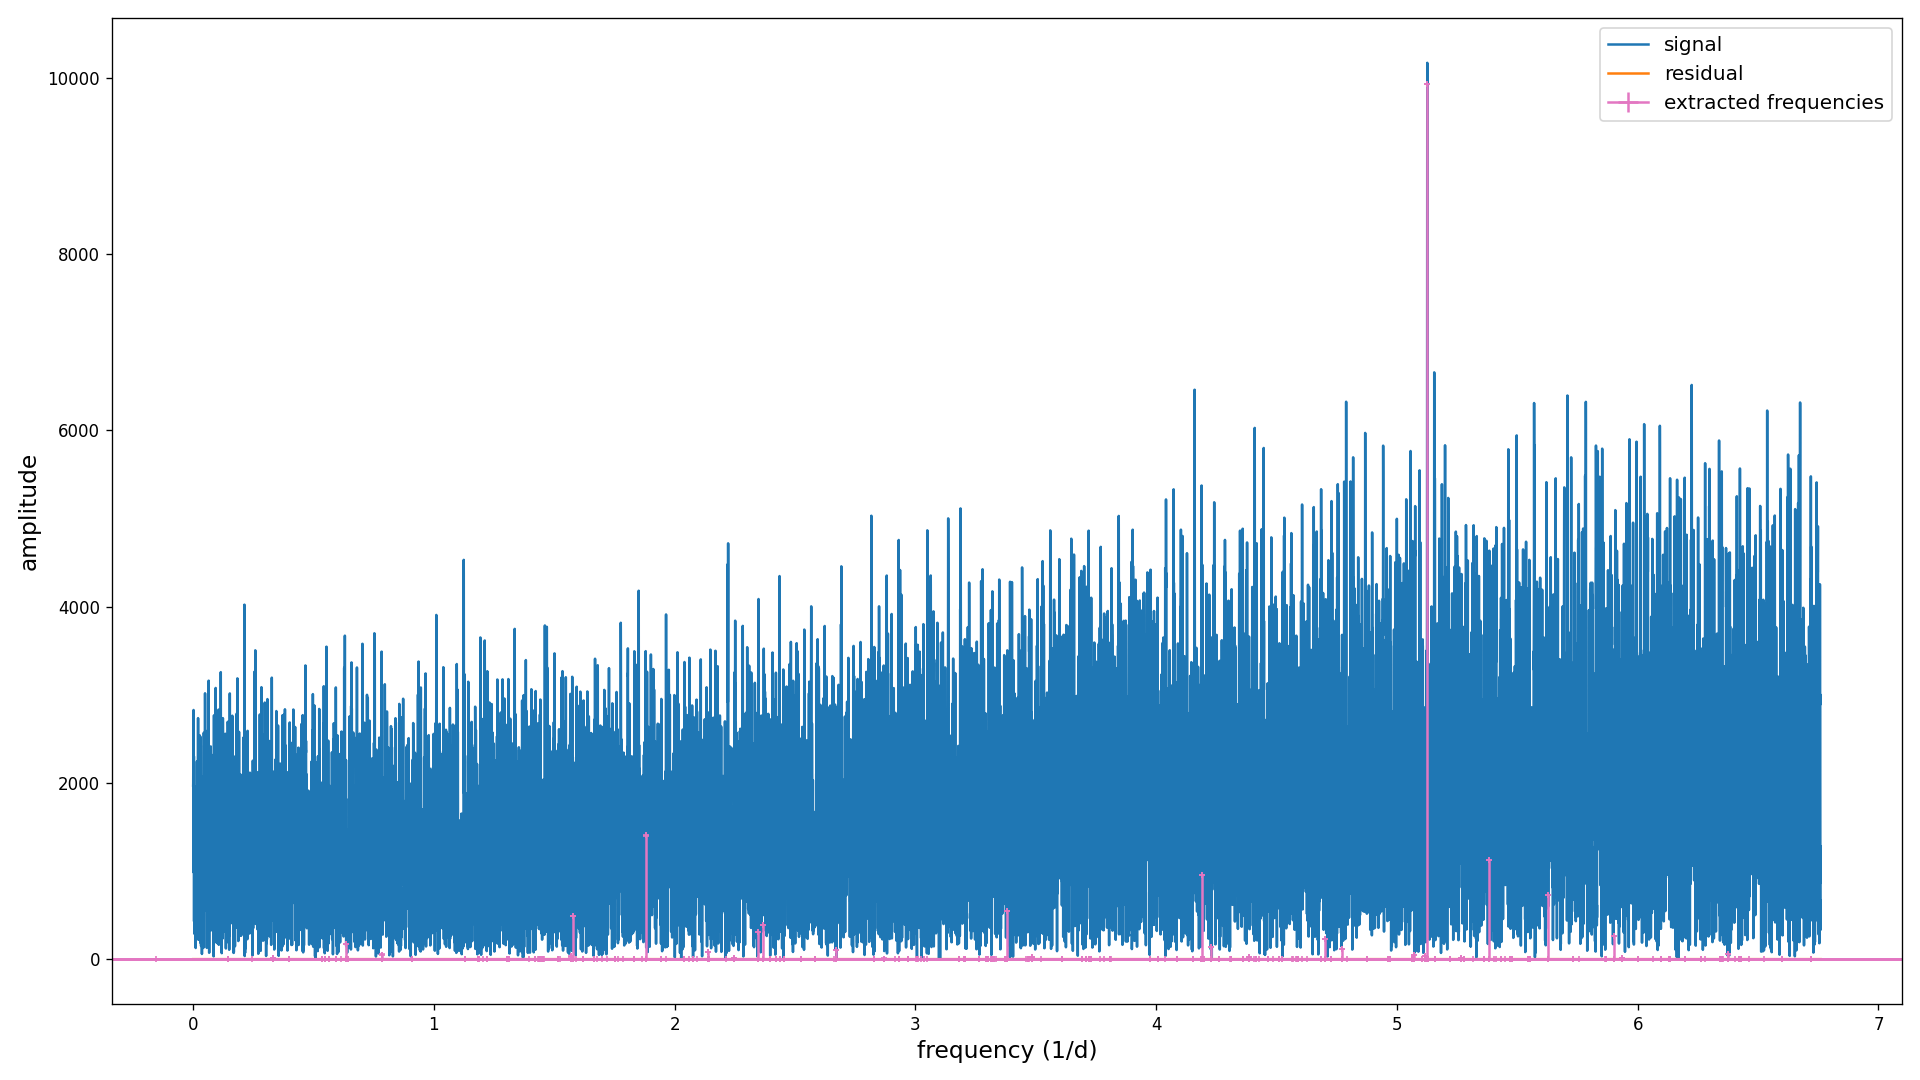 signal
residual
extracted frequencies
10000
8000
6000
4000
2000
0
amplitude
0 1 2 3 4 5 6 7
frequency (1/d)